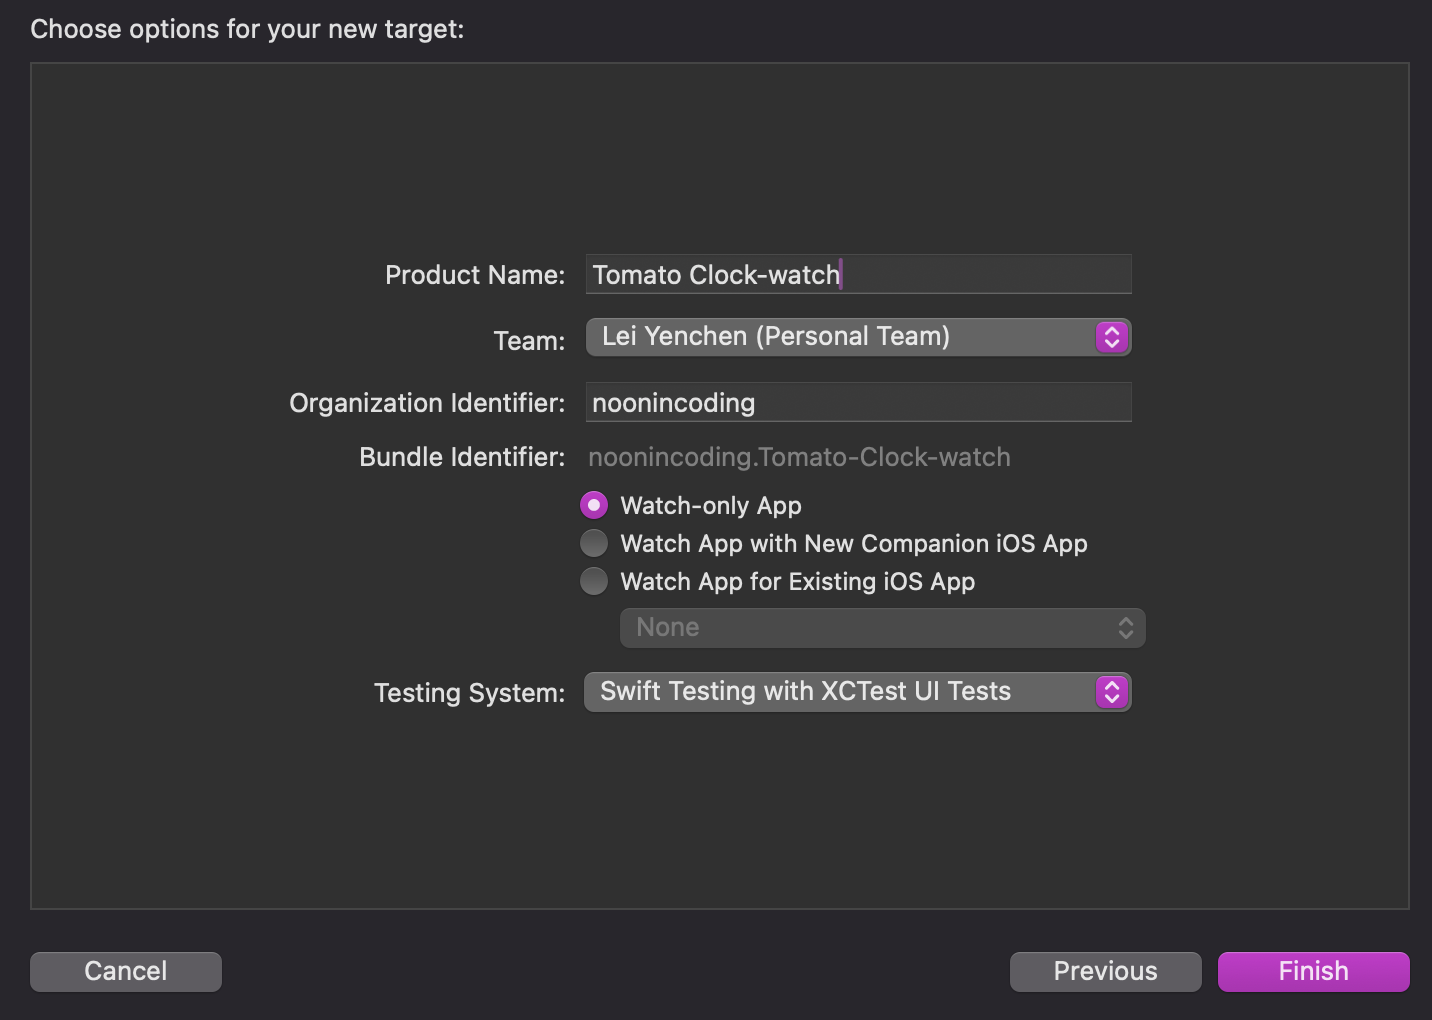 Choose options for your new target:
Product Name: Tomato Clock-watch
Team: Lei Yenchen (Personal Team)
Organization Identifier: noonincoding
Bundle Identifier: noonincoding.Tomato-Clock-watch
Watch-only App
Watch App with New Companion iOS App
Watch App for Existing iOS App
None
Testing System: Swift Testing with XCTest UI Tests
Cancel Previous Finish